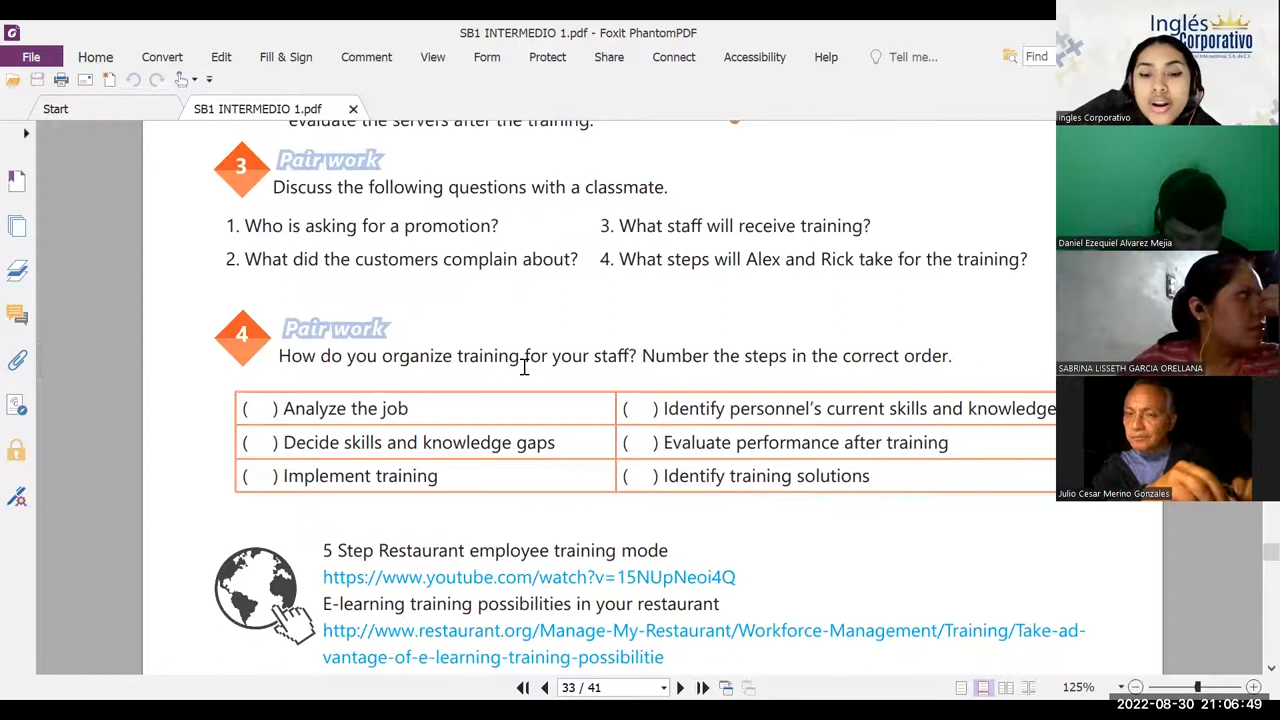 SB1 INTERMEDIO 1.pdf - Foxit PhantomPDF
File Home Convert Edit Fill & Sign Comment View Form Protect Share Connect Accessibility Help Tell me... Find
Start SB1 INTERMEDIO 1.pdf
evaluate the servers after the training.
3 Pair work
Discuss the following questions with a classmate.
1. Who is asking for a promotion? 3. What staff will receive training?
2. What did the customers complain about? 4. What steps will Alex and Rick take for the training?
4 Pair work
How do you organize training for your staff? Number the steps in the correct order.
( ) Analyze the job ( ) Identify personnel's current skills and knowledge
( ) Decide skills and knowledge gaps ( ) Evaluate performance after training
( ) Implement training ( ) Identify training solutions
5 Step Restaurant employee training mode
https://www.youtube.com/watch?v=15NUpNeoi4Q
E-learning training possibilities in your restaurant
http://www.restaurant.org/Manage-My-Restaurant/Workforce-Management/Training/Take-ad-
vantage-of-e-learning-training-possibilitie
33 / 41 125%
Inglés
Corporativo
Ingles Corporativo
Daniel Ezequiel Alvarez Mejia
SABRINA LISSETH GARCIA ORELLANA
Julio Cesar Merino Gonzales
2022-08-30 21:06:49